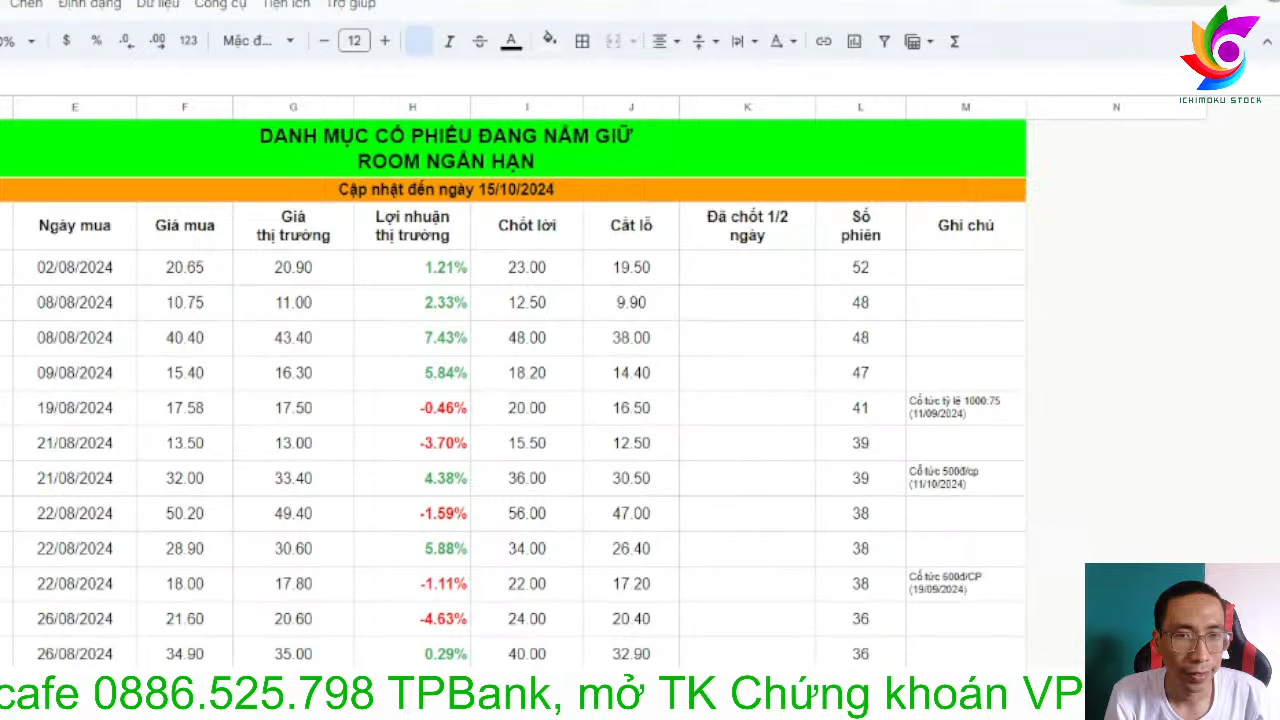 Chèn Định dạng Dữ liệu Công cụ Tiện ích Trợ giúp
0% $ % .0 .00 123 Mặc đ... − 12 + I A Σ
ICHIMOKU STOCK
E F G H I J K L M N
DANH MỤC CỔ PHIẾU ĐANG NẮM GIỮ
ROOM NGẮN HẠN
Cập nhật đến ngày 15/10/2024
Ngày mua Giá mua Giá thị trường Lợi nhuận thị trường Chốt lời Cắt lỗ Đã chốt 1/2 ngày Số phiên Ghi chú
02/08/2024 20.65 20.90 1.21% 23.00 19.50 52
08/08/2024 10.75 11.00 2.33% 12.50 9.90 48
08/08/2024 40.40 43.40 7.43% 48.00 38.00 48
09/08/2024 15.40 16.30 5.84% 18.20 14.40 47
19/08/2024 17.58 17.50 -0.46% 20.00 16.50 41 Cổ tức tỷ lệ 1000:75 (11/09/2024)
21/08/2024 13.50 13.00 -3.70% 15.50 12.50 39
21/08/2024 32.00 33.40 4.38% 36.00 30.50 39 Cổ tức 500đ/cp (11/10/2024)
22/08/2024 50.20 49.40 -1.59% 56.00 47.00 38
22/08/2024 28.90 30.60 5.88% 34.00 26.40 38
22/08/2024 18.00 17.80 -1.11% 22.00 17.20 38 Cổ tức 600đ/CP (19/09/2024)
26/08/2024 21.60 20.60 -4.63% 24.00 20.40 36
26/08/2024 34.90 35.00 0.29% 40.00 32.90 36
cafe 0886.525.798 TPBank, mở TK Chứng khoán VP